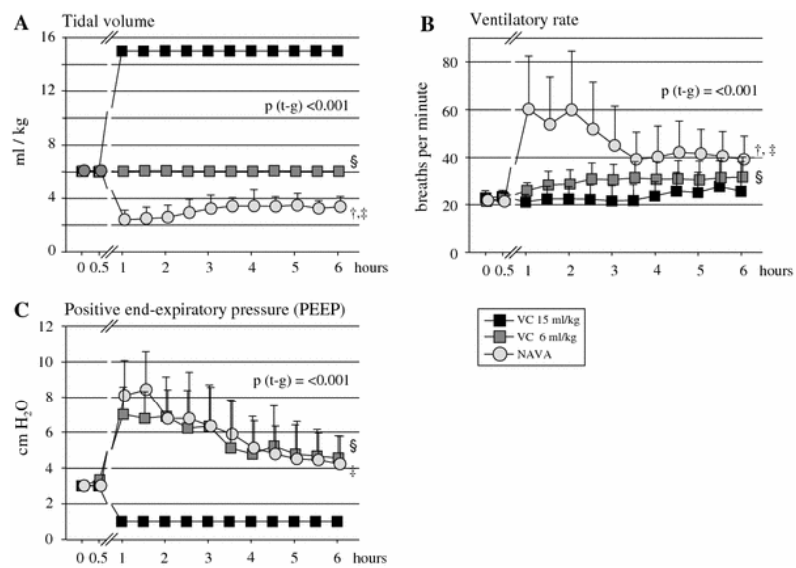 A Tidal volume
16
12
8
4
0
ml / kg
p (t-g) <0.001
§
†,‡
0 0.5 1 2 3 4 5 6 hours
B Ventilatory rate
80
60
40
20
0
breaths per minute
p (t-g) = <0.001
†, ‡
§
0 0.5 1 2 3 4 5 6 hours
C Positive end-expiratory pressure (PEEP)
12
10
8
6
4
2
0
cm H₂O
p (t-g) = <0.001
§
‡
0 0.5 1 2 3 4 5 6 hours
VC 15 ml/kg
VC 6 ml/kg
NAVA